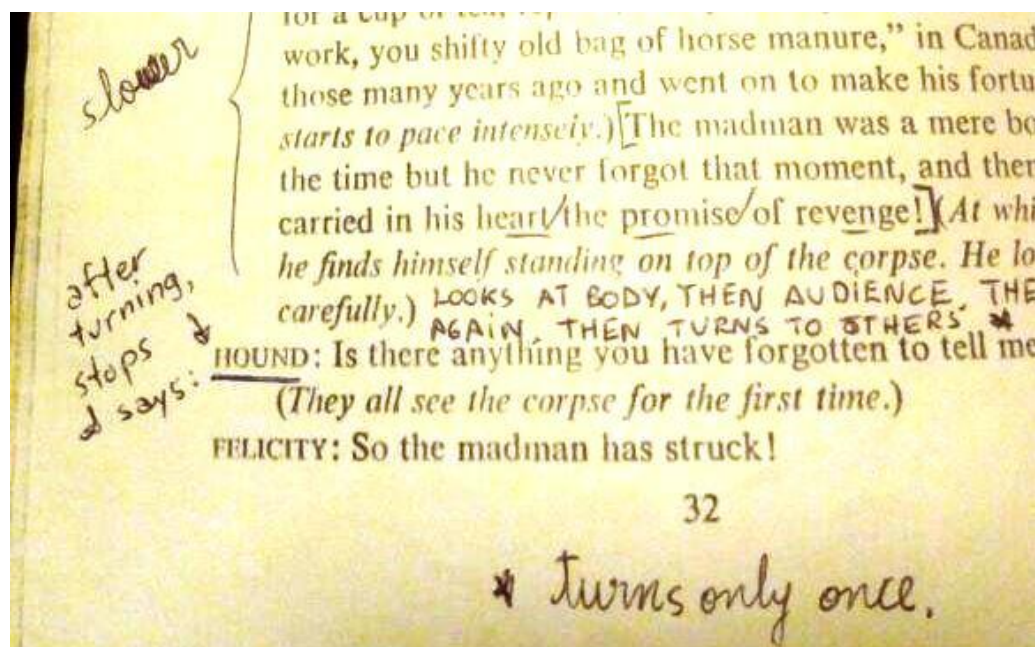 for a cup of tea,
work, you shifty old bag of horse manure,” in Canad
those many years ago and went on to make his fortu
starts to pace intensely.) [The madman was a mere bo
the time but he never forgot that moment, and then
carried in his heart/the promise/of revenge!] (At whi
he finds himself standing on top of the corpse. He lo
carefully.) LOOKS AT BODY, THEN AUDIENCE, THE
AGAIN, THEN TURNS TO OTHERS *
HOUND: Is there anything you have forgotten to tell me
(They all see the corpse for the first time.)
FELICITY: So the madman has struck!
32
* turns only once.
slower
after
turning,
stops &
& says: